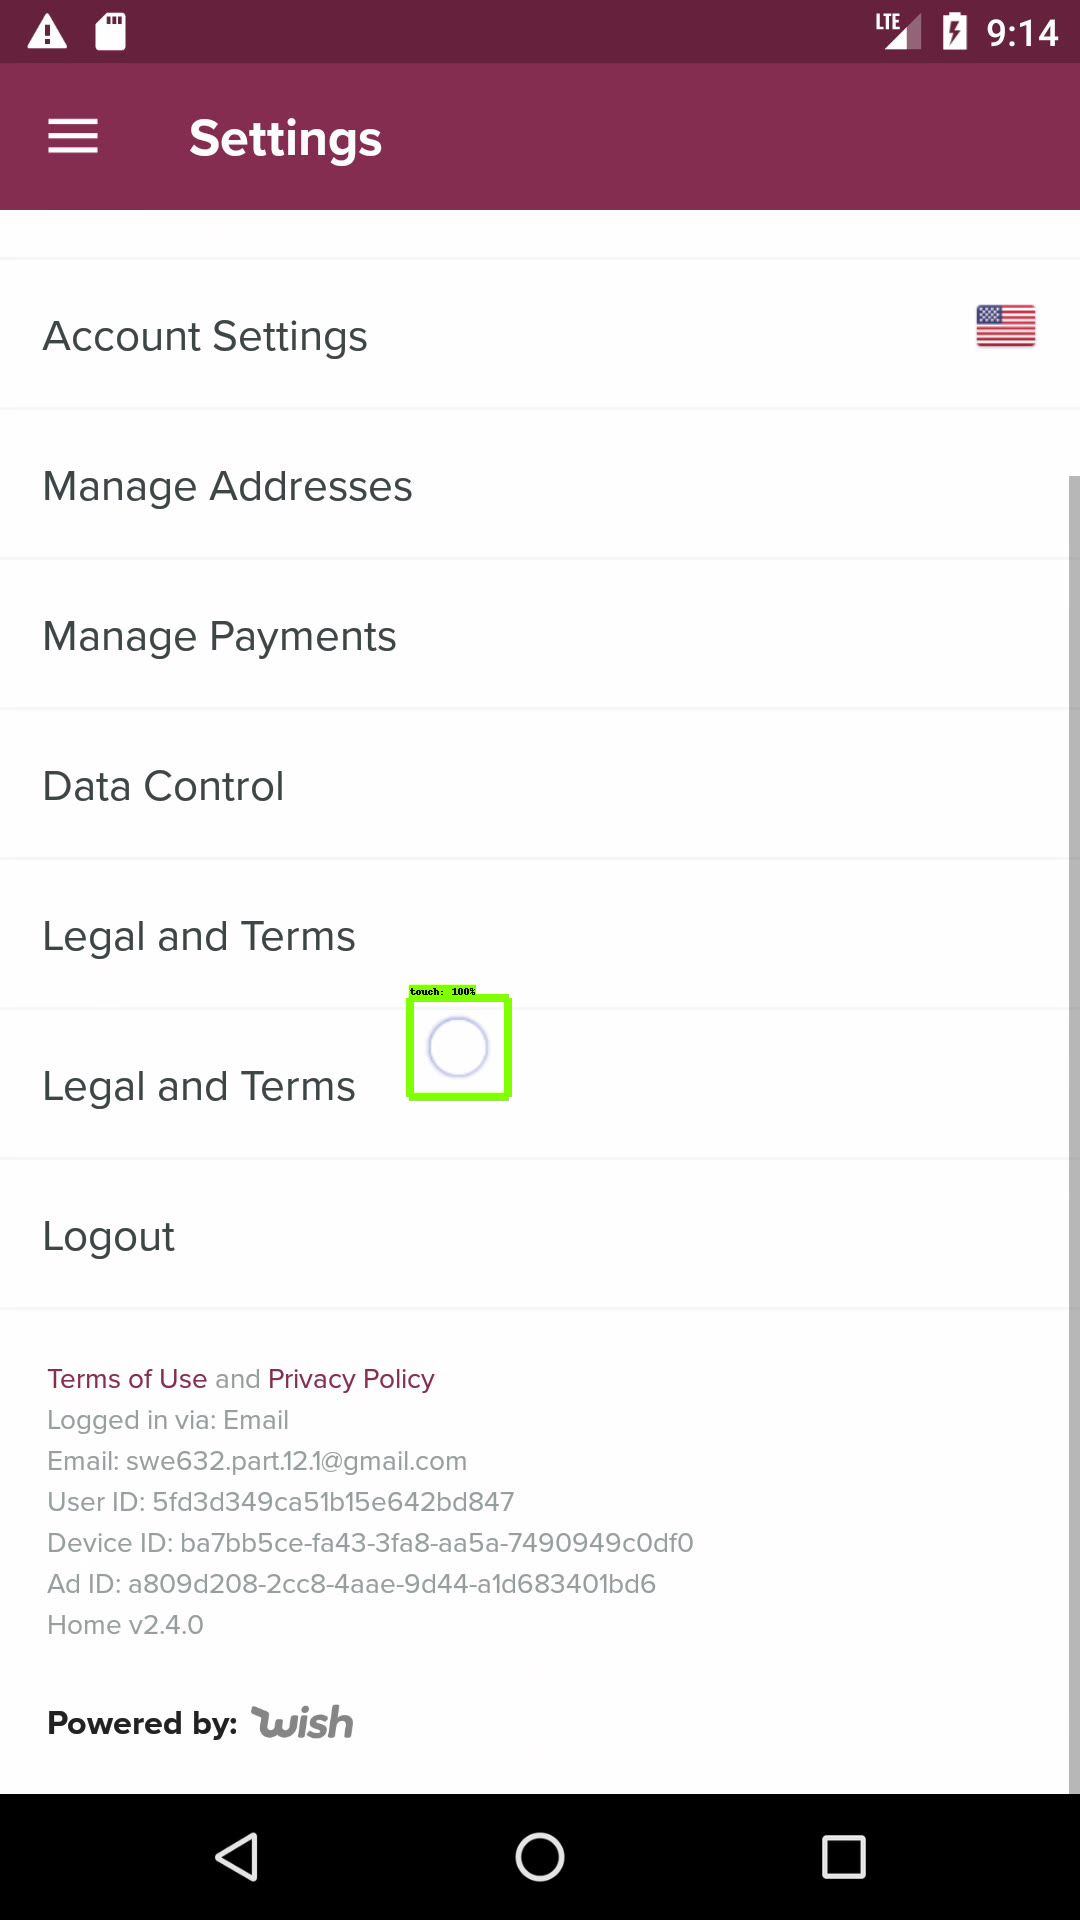 LTE 9:14
Settings
Account Settings
Manage Addresses
Manage Payments
Data Control
Legal and Terms
touch: 100%
Legal and Terms
Logout
Terms of Use and Privacy Policy
Logged in via: Email
Email: swe632.part.12.1@gmail.com
User ID: 5fd3d349ca51b15e642bd847
Device ID: ba7bb5ce-fa43-3fa8-aa5a-7490949c0df0
Ad ID: a809d208-2cc8-4aae-9d44-a1d683401bd6
Home v2.4.0
Powered by: wish